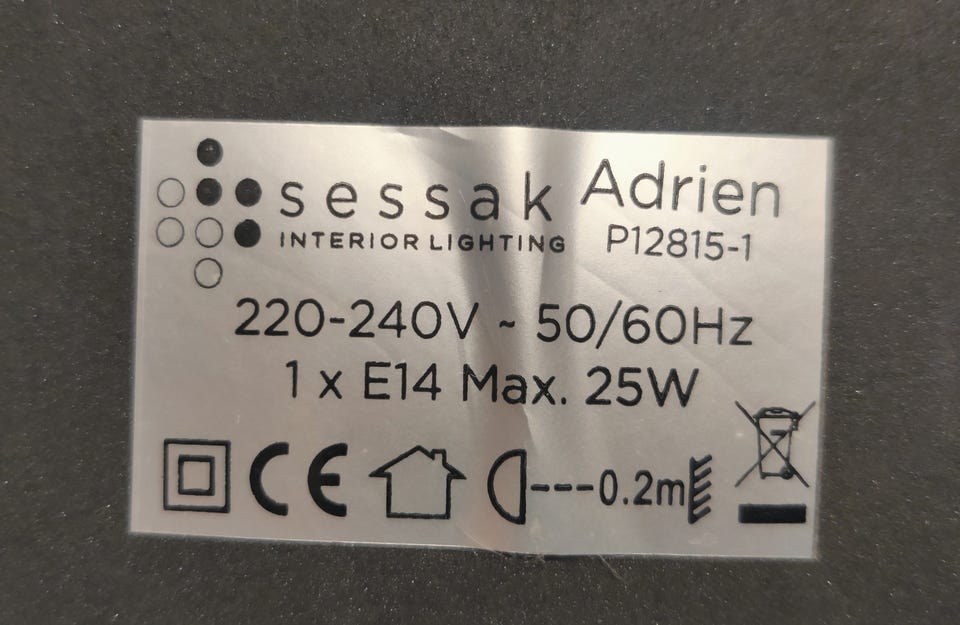 sessak
INTERIOR LIGHTING
Adrien
P12815-1
220-240V ~ 50/60Hz
1 x E14 Max. 25W
CE
0.2m